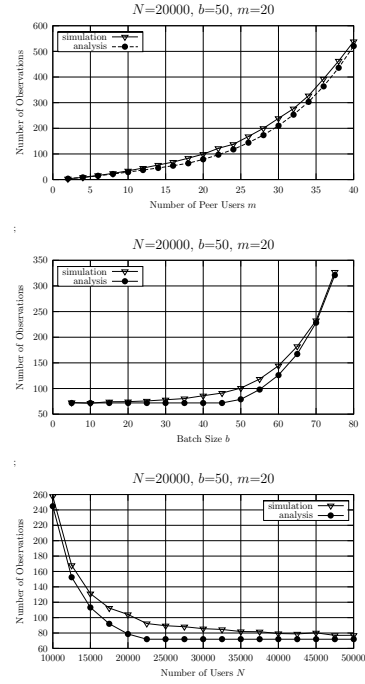 N=20000, b=50, m=20
Number of Observations
600
500
400
300
200
100
0
simulation
analysis
0 5 10 15 20 25 30 35 40
Number of Peer Users m
;
N=20000, b=50, m=20
Number of Observations
350
300
250
200
150
100
50
simulation
analysis
0 10 20 30 40 50 60 70 80
Batch Size b
;
N=20000, b=50, m=20
Number of Observations
260
240
220
200
180
160
140
120
100
80
60
simulation
analysis
10000 15000 20000 25000 30000 35000 40000 45000 50000
Number of Users N